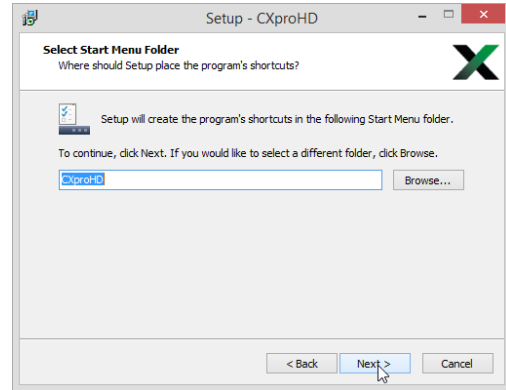 Setup - CXproHD
Select Start Menu Folder
Where should Setup place the program's shortcuts?
Setup will create the program's shortcuts in the following Start Menu folder.
To continue, click Next. If you would like to select a different folder, click Browse.
CXproHD
Browse...
< Back
Next >
Cancel